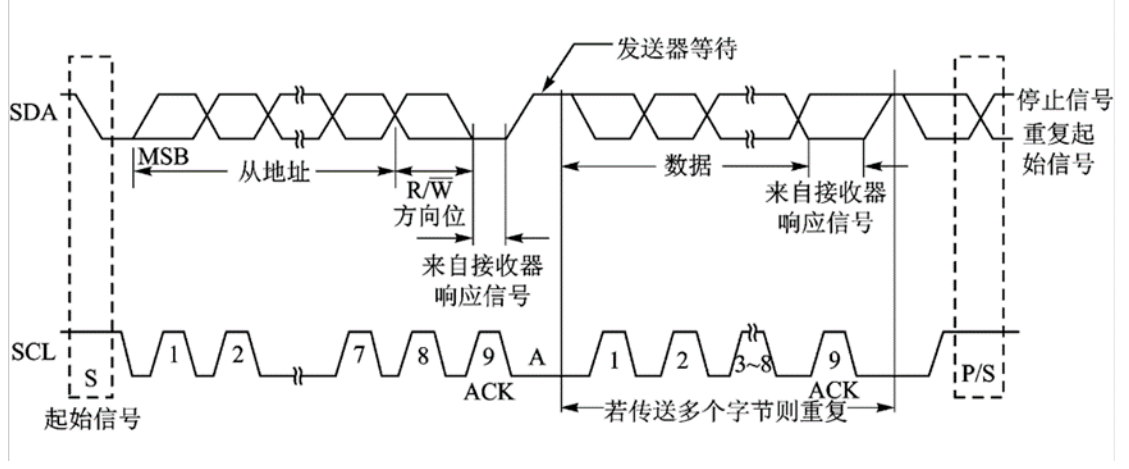 发送器等待
SDA
停止信号
重复起
始信号
MSB
从地址
R/W̅
方向位
数据
来自接收器
响应信号
来自接收器
响应信号
SCL
1
2
7
8
9
A
1
2
3~8
9
S
ACK
ACK
P/S
起始信号
若传送多个字节则重复